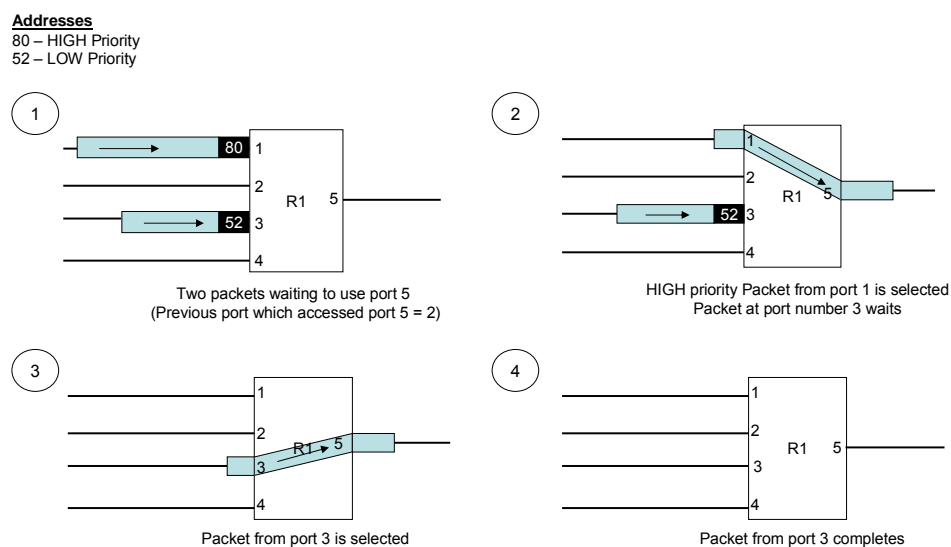 Addresses
80 – HIGH Priority
52 – LOW Priority
1
80
1
2
R1
5
52
3
4
Two packets waiting to use port 5
(Previous port which accessed port 5 = 2)
2
1
2
R1
5
52
3
4
HIGH priority Packet from port 1 is selected
Packet at port number 3 waits
3
1
2
R1
5
3
4
Packet from port 3 is selected
4
1
2
R1
5
3
4
Packet from port 3 completes